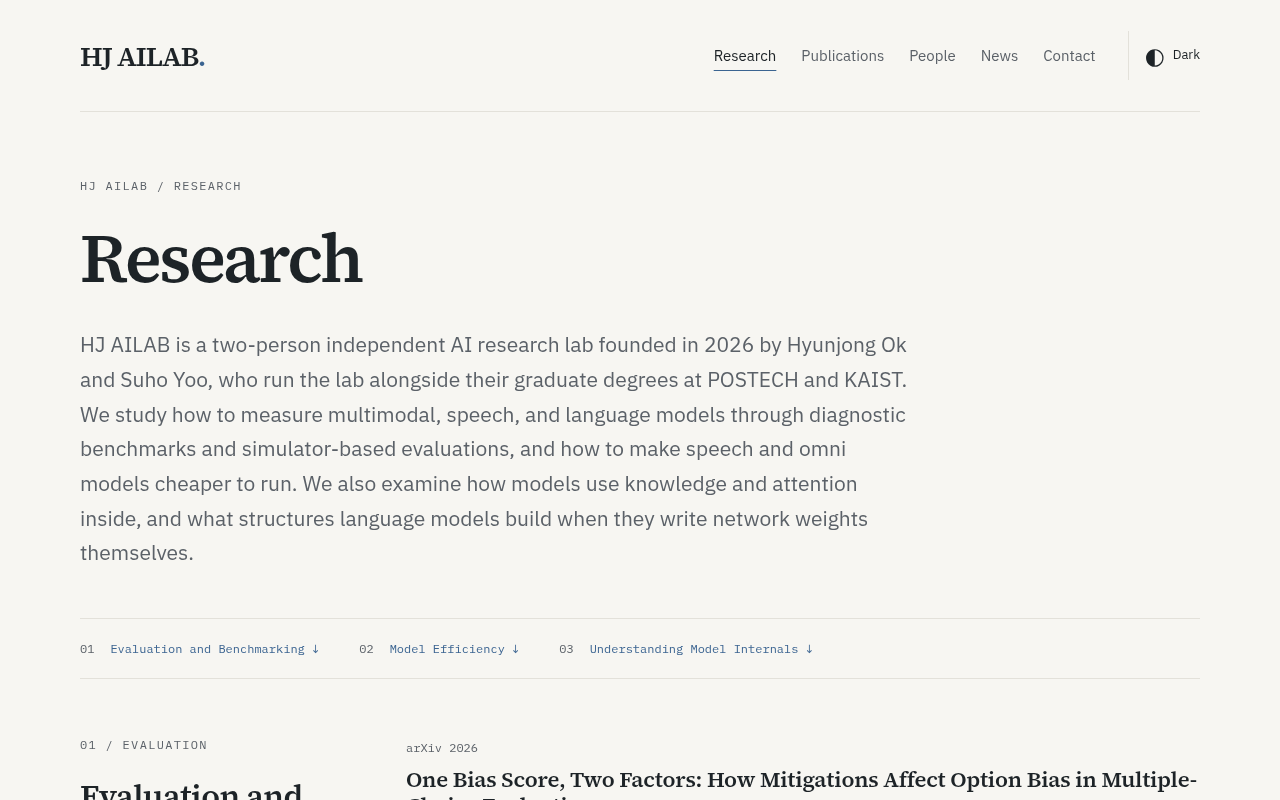 HJ AILAB.
Research Publications People News Contact Dark
HJ AILAB / RESEARCH
Research
HJ AILAB is a two-person independent AI research lab founded in 2026 by Hyunjong Ok
and Suho Yoo, who run the lab alongside their graduate degrees at POSTECH and KAIST.
We study how to measure multimodal, speech, and language models through diagnostic
benchmarks and simulator-based evaluations, and how to make speech and omni
models cheaper to run. We also examine how models use knowledge and attention
inside, and what structures language models build when they write network weights
themselves.
01 Evaluation and Benchmarking ↓ 02 Model Efficiency ↓ 03 Understanding Model Internals ↓
01 / EVALUATION
Evaluation and
arXiv 2026
One Bias Score, Two Factors: How Mitigations Affect Option Bias in Multiple-